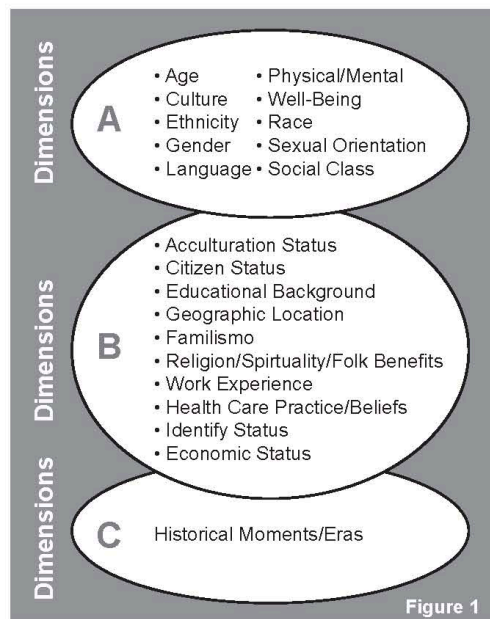 Dimensions
A
• Age
• Culture
• Ethnicity
• Gender
• Language
• Physical/Mental
• Well-Being
• Race
• Sexual Orientation
• Social Class
Dimensions
B
• Acculturation Status
• Citizen Status
• Educational Background
• Geographic Location
• Familismo
• Religion/Spirtuality/Folk Benefits
• Work Experience
• Health Care Practice/Beliefs
• Identify Status
• Economic Status
Dimensions
C
Historical Moments/Eras
Figure 1